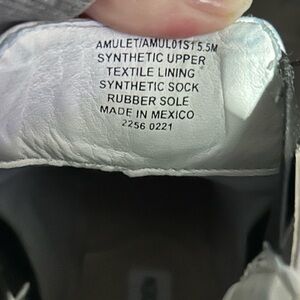 AMULET/AMUL01S1 5.5M
SYNTHETIC UPPER
TEXTILE LINING
SYNTHETIC SOCK
RUBBER SOLE
MADE IN MEXICO
2256 0221